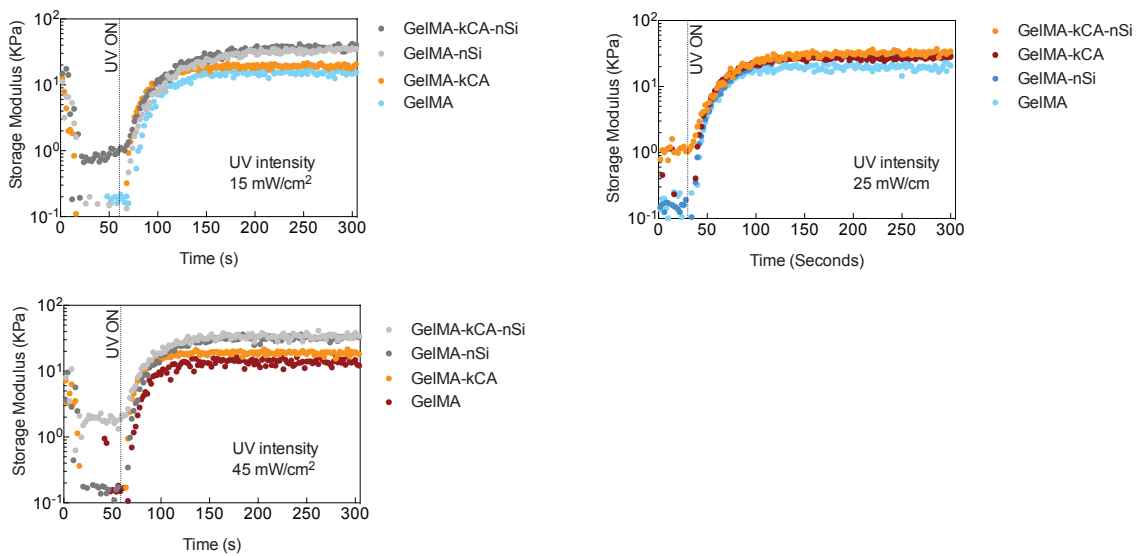 Storage Modulus (KPa)
10²
10¹
10⁰
10⁻¹
UV ON
UV intensity
15 mW/cm²
0 50 100 150 200 250 300
Time (s)
GelMA-kCA-nSi
GelMA-nSi
GelMA-kCA
GelMA
Storage Modulus (KPa)
10²
10¹
10⁰
10⁻¹
UV ON
UV intensity
25 mW/cm
0 50 100 150 200 250 300
Time (Seconds)
GelMA-kCA-nSi
GelMA-kCA
GelMA-nSi
GelMA
Storage Modulus (KPa)
10²
10¹
10⁰
10⁻¹
UV ON
UV intensity
45 mW/cm²
0 50 100 150 200 250 300
Time (s)
GelMA-kCA-nSi
GelMA-nSi
GelMA-kCA
GelMA